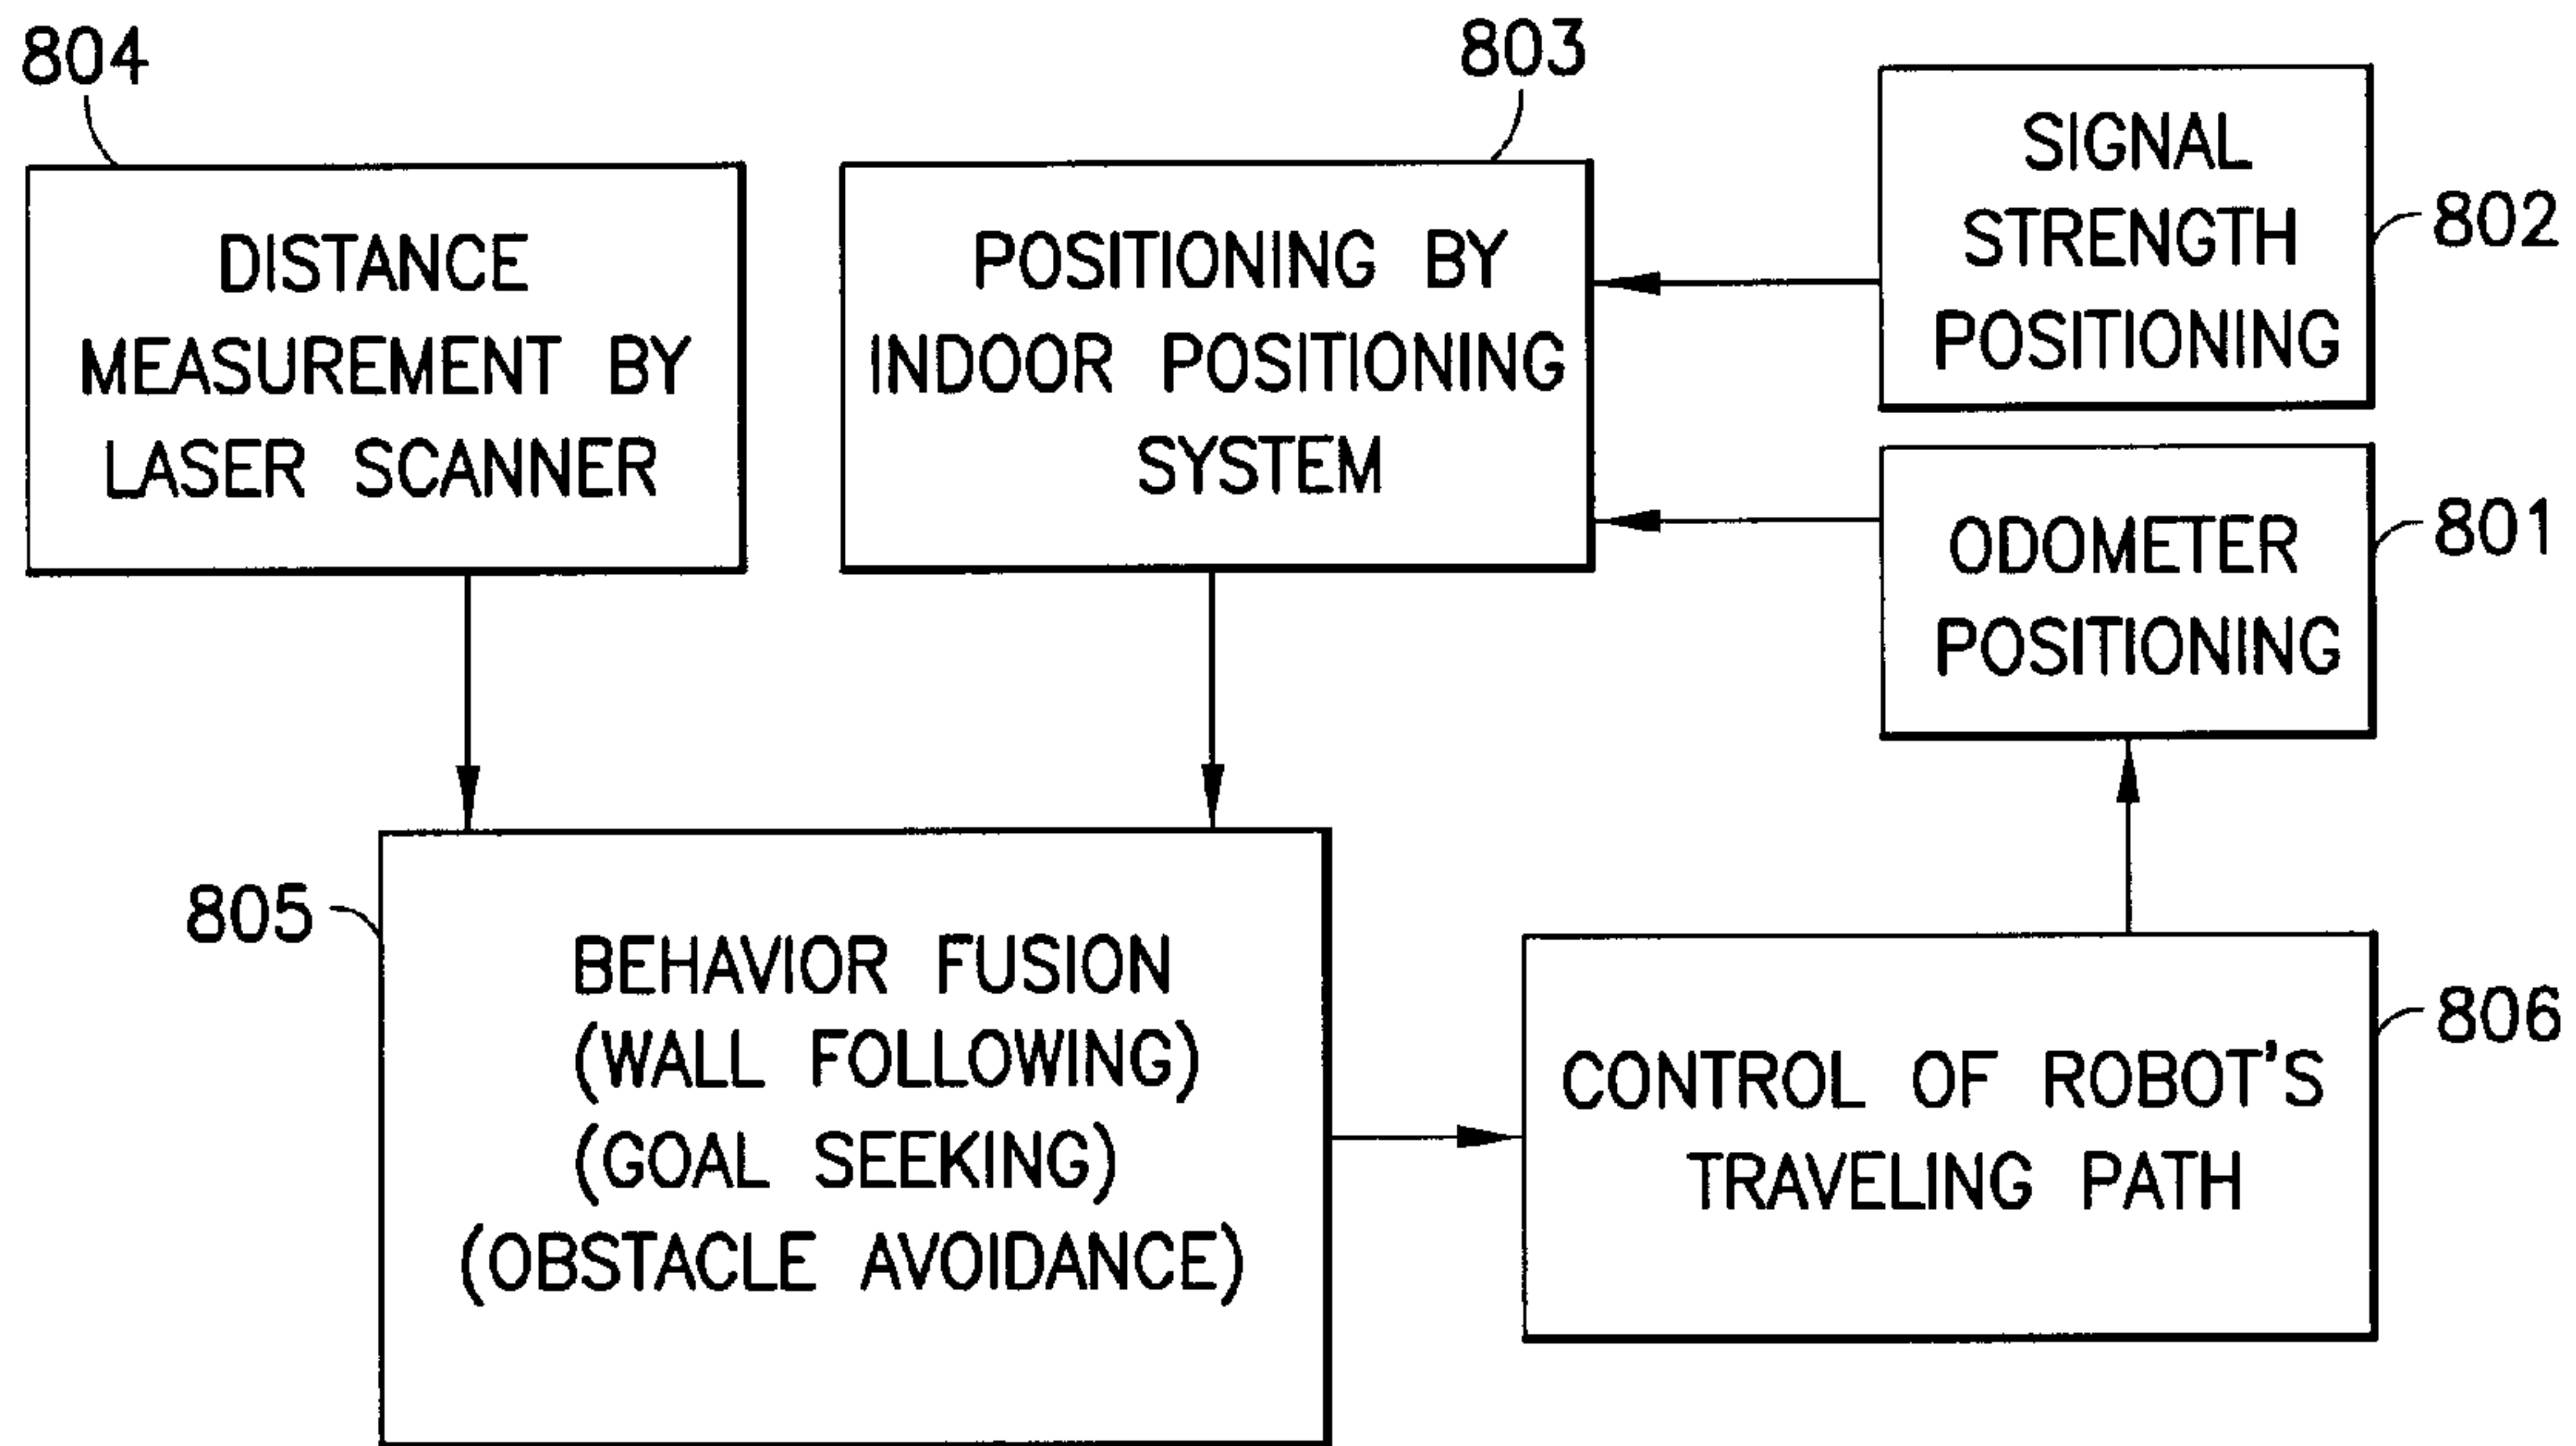 804
DISTANCE
MEASUREMENT BY
LASER SCANNER
803
POSITIONING BY
INDOOR POSITIONING
SYSTEM
SIGNAL
STRENGTH
POSITIONING
802
ODOMETER
POSITIONING
801
805
BEHAVIOR FUSION
(WALL FOLLOWING)
(GOAL SEEKING)
(OBSTACLE AVOIDANCE)
CONTROL OF ROBOT'S
TRAVELING PATH
806